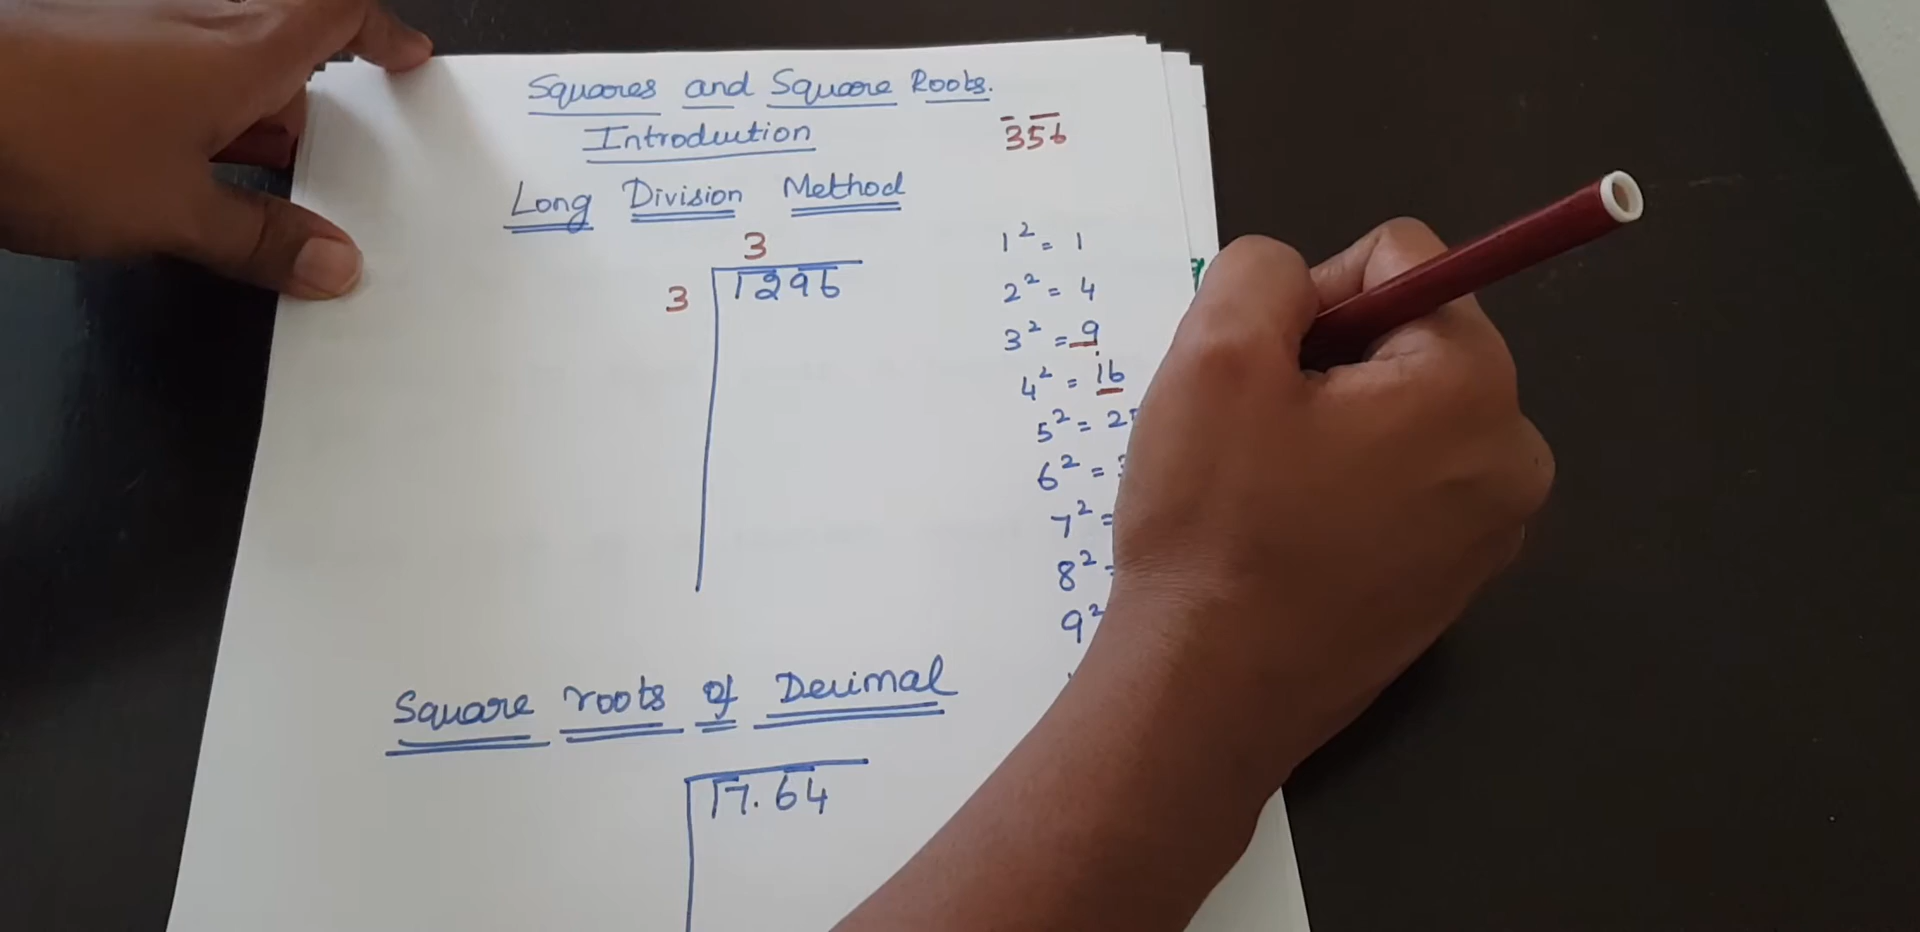 Squares and Square Roots.
Introduction
356
Long Division Method
3
3 1296
1² = 1
2² = 4
3² = 9
4² = 16
5² = 2
6² =
7² =
8² =
9²
Square roots of Decimal
17.64